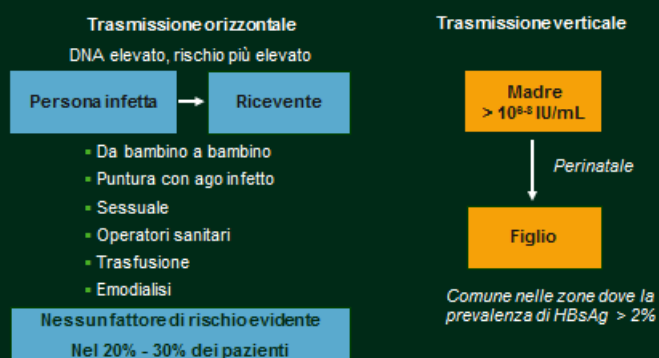 Trasmissione orizzontale
DNA elevato, rischio più elevato
Persona infetta
Ricevente
▪ Da bambino a bambino
▪ Puntura con ago infetto
▪ Sessuale
▪ Operatori sanitari
▪ Trasfusione
▪ Emodialisi
Nessun fattore di rischio evidente
Nel 20% - 30% dei pazienti
Trasmissione verticale
Madre
> 10⁶⁻⁸ IU/mL
Perinatale
Figlio
Comune nelle zone dove la
prevalenza di HBsAg > 2%